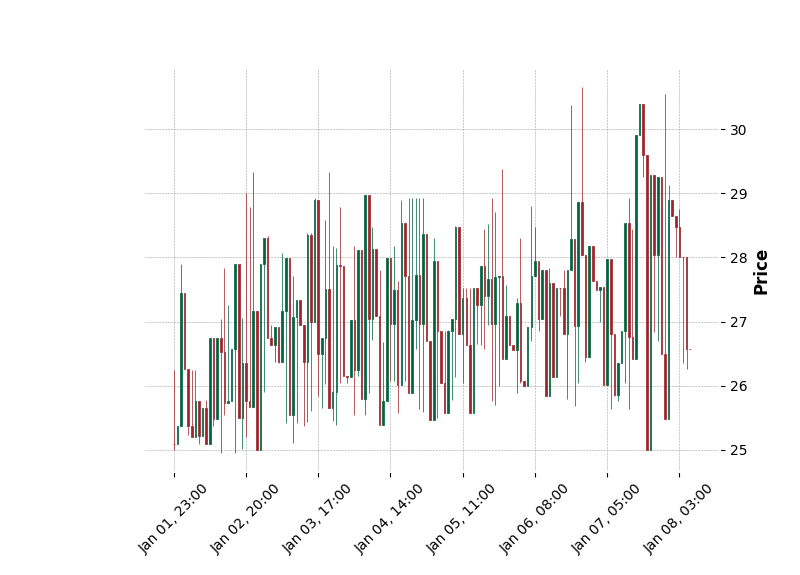 30
29
28
27
26
25
Price
Jan 01, 23:00
Jan 02, 20:00
Jan 03, 17:00
Jan 04, 14:00
Jan 05, 11:00
Jan 06, 08:00
Jan 07, 05:00
Jan 08, 03:00